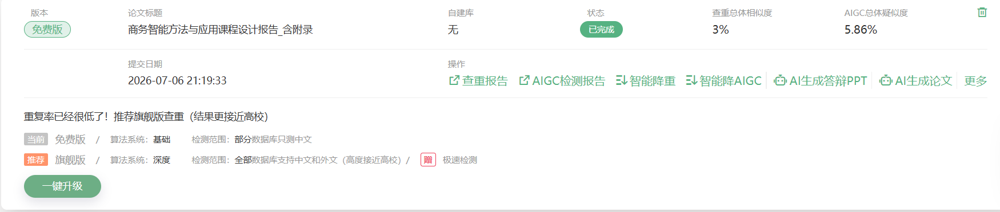 版本 论文标题 自建库 状态 查重总体相似度 AIGC总体疑似度
免费版 商务智能方法与应用课程设计报告_含附录 无 已完成 3% 5.86%
提交日期 操作
2026-07-06 21:19:33 查重报告 AIGC检测报告 智能降重 智能降AIGC AI生成答辩PPT AI生成论文 更多
重复率已经很低了！推荐旗舰版查重（结果更接近高校）
当前 免费版 / 算法系统：基础 检测范围：部分数据库只测中文
推荐 旗舰版 / 算法系统：深度 检测范围：全部数据库支持中文和外文（高度接近高校）/ 赠 极速检测
一键升级